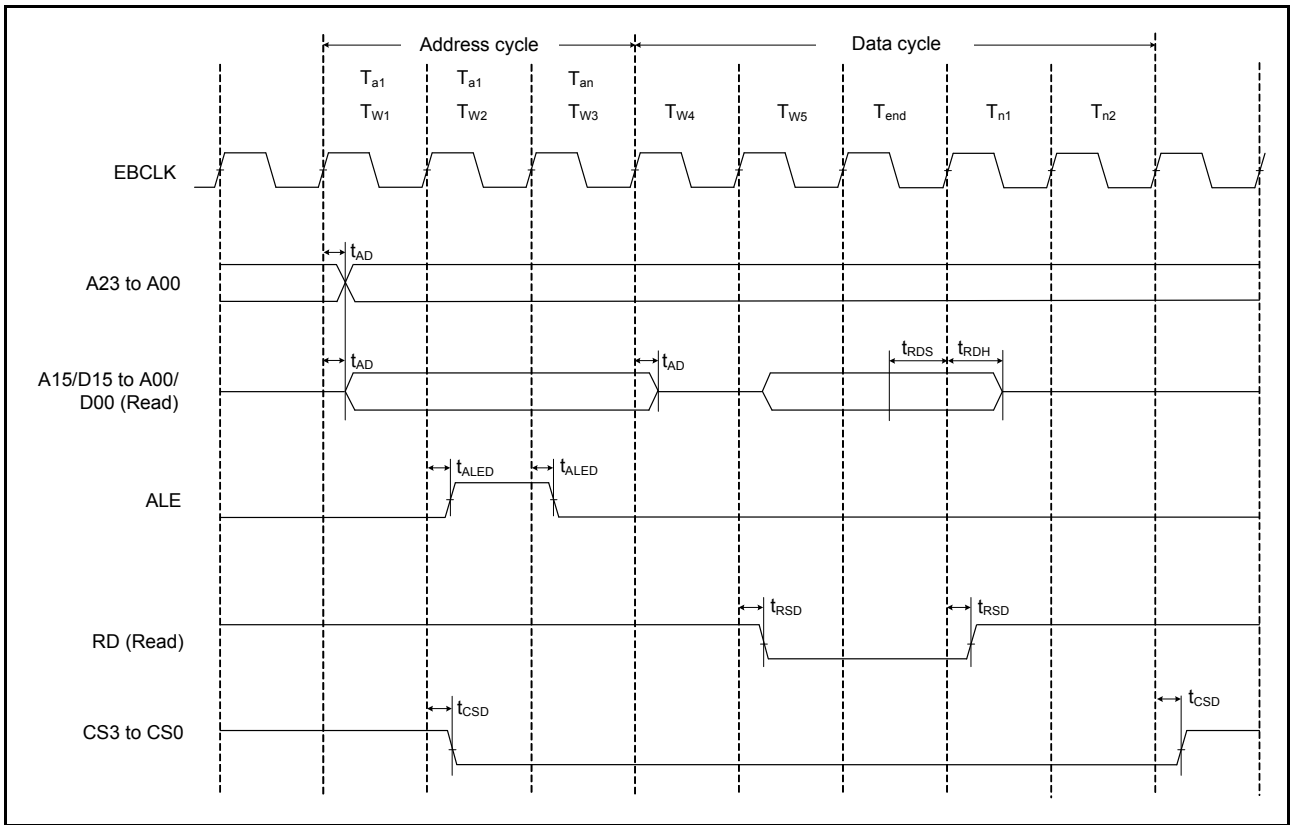 Address cycle Data cycle
Ta1 Ta1 Tan
TW1 TW2 TW3 TW4 TW5 Tend Tn1 Tn2
EBCLK
tAD
A23 to A00
tAD tAD tRDS tRDH
A15/D15 to A00/
D00 (Read)
tALED tALED
ALE
tRSD tRSD
RD (Read)
tCSD tCSD
CS3 to CS0